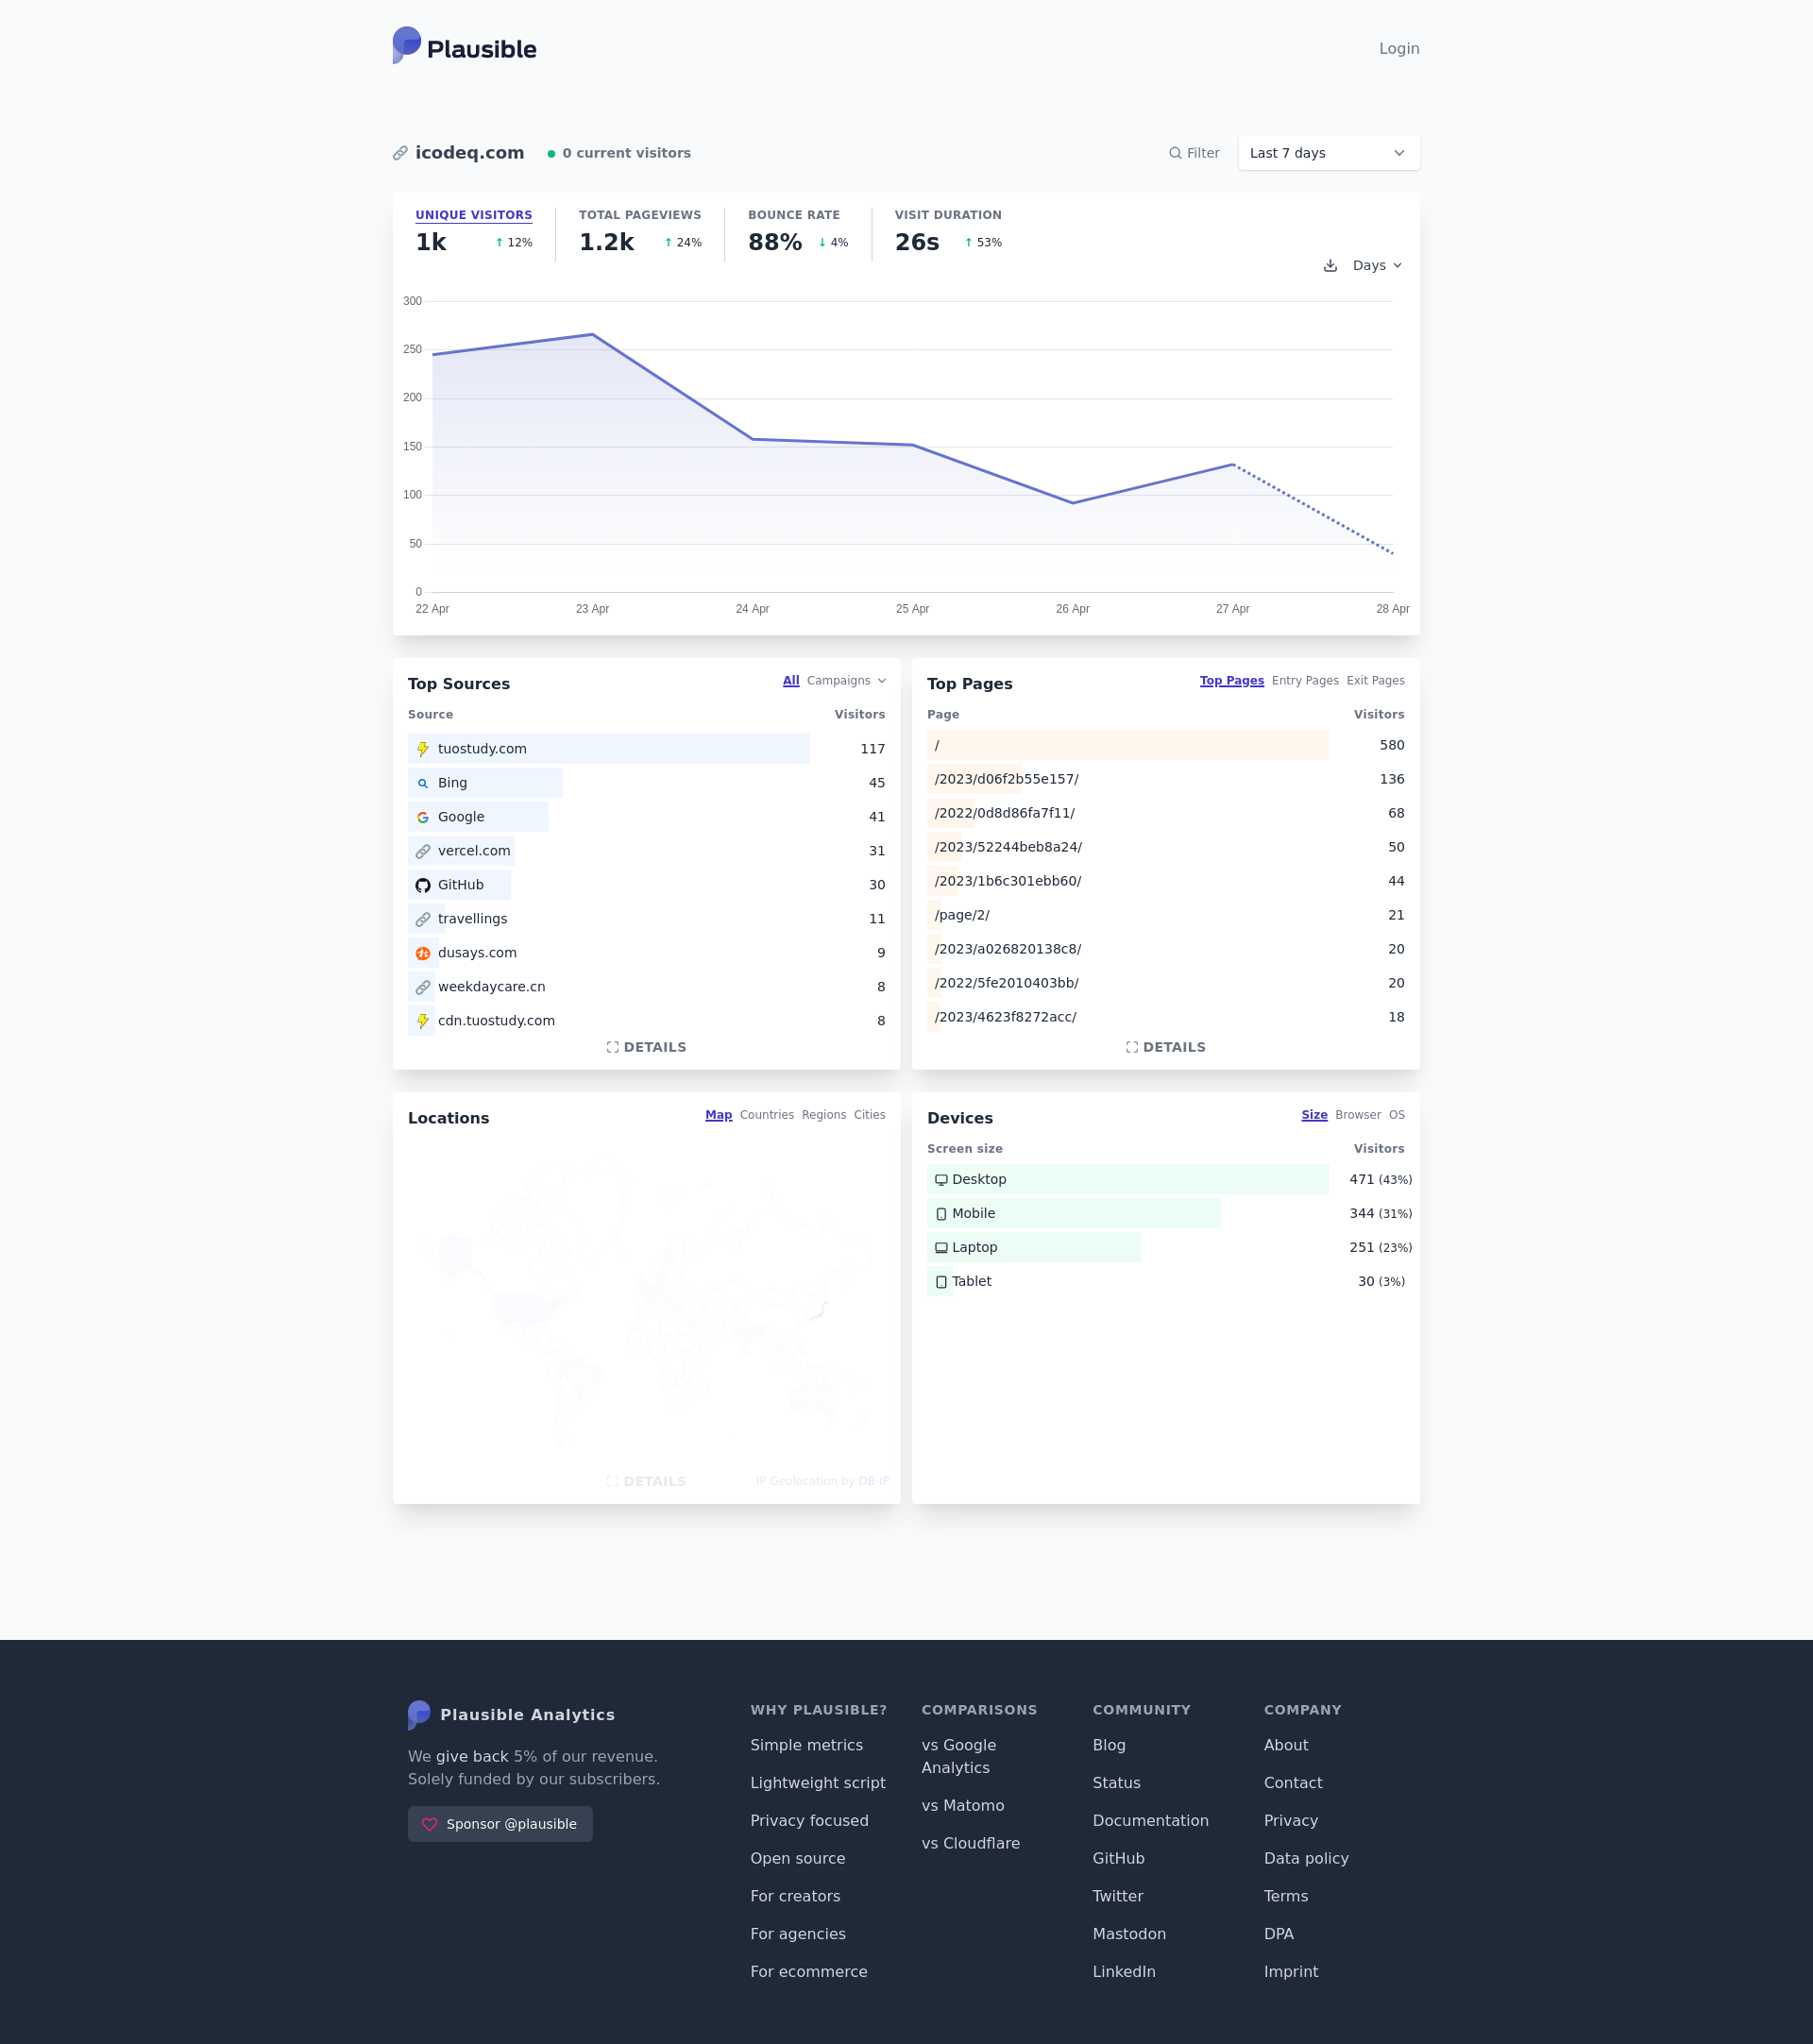 Plausible
Login
icodeq.com
0 current visitors
Filter
Last 7 days
UNIQUE VISITORS
1k
↑ 12%
TOTAL PAGEVIEWS
1.2k
↑ 24%
BOUNCE RATE
88%
↓ 4%
VISIT DURATION
26s
↑ 53%
Days
300
250
200
150
100
50
0
22 Apr
23 Apr
24 Apr
25 Apr
26 Apr
27 Apr
28 Apr
Top Sources
All Campaigns
Source Visitors
tuostudy.com 117
Bing 45
Google 41
vercel.com 31
GitHub 30
travellings 11
dusays.com 9
weekdaycare.cn 8
cdn.tuostudy.com 8
DETAILS
Top Pages
Top Pages Entry Pages Exit Pages
Page Visitors
/ 580
/2023/d06f2b55e157/ 136
/2022/0d8d86fa7f11/ 68
/2023/52244beb8a24/ 50
/2023/1b6c301ebb60/ 44
/page/2/ 21
/2023/a026820138c8/ 20
/2022/5fe2010403bb/ 20
/2023/4623f8272acc/ 18
DETAILS
Locations
Map Countries Regions Cities
DETAILS
IP Geolocation by DB-IP
Devices
Size Browser OS
Screen size Visitors
Desktop 471 (43%)
Mobile 344 (31%)
Laptop 251 (23%)
Tablet 30 (3%)
Plausible Analytics
We give back 5% of our revenue.
Solely funded by our subscribers.
Sponsor @plausible
WHY PLAUSIBLE?
Simple metrics
Lightweight script
Privacy focused
Open source
For creators
For agencies
For ecommerce
COMPARISONS
vs Google
Analytics
vs Matomo
vs Cloudflare
COMMUNITY
Blog
Status
Documentation
GitHub
Twitter
Mastodon
LinkedIn
COMPANY
About
Contact
Privacy
Data policy
Terms
DPA
Imprint